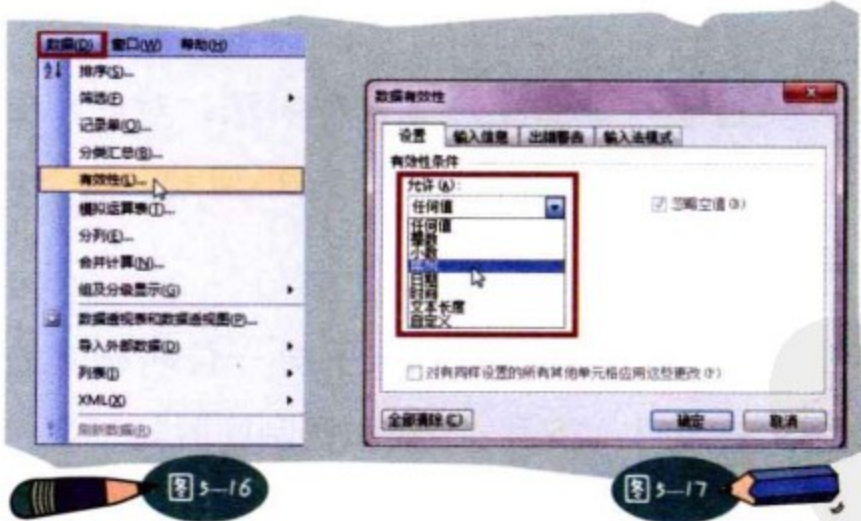 数据(D) 窗口(W) 帮助(H)
排序(S)...
筛选(F)
记录单(O)...
分类汇总(B)...
有效性(L)...
模拟运算表(T)...
分列(E)...
合并计算(N)...
组及分级显示(G)
数据透视表和数据透视图(P)...
导入外部数据(D)
列表(I)
XML(X)
刷新数据(R)
图 5-16
数据有效性
设置 输入信息 出错警告 输入法模式
有效性条件
允许(A):
任何值
忽略空值(B)
任何值
整数
小数
日期
时间
文本长度
自定义
对有同样设置的所有其他单元格应用这些更改(P)
全部清除(C) 确定 取消
图 5-17